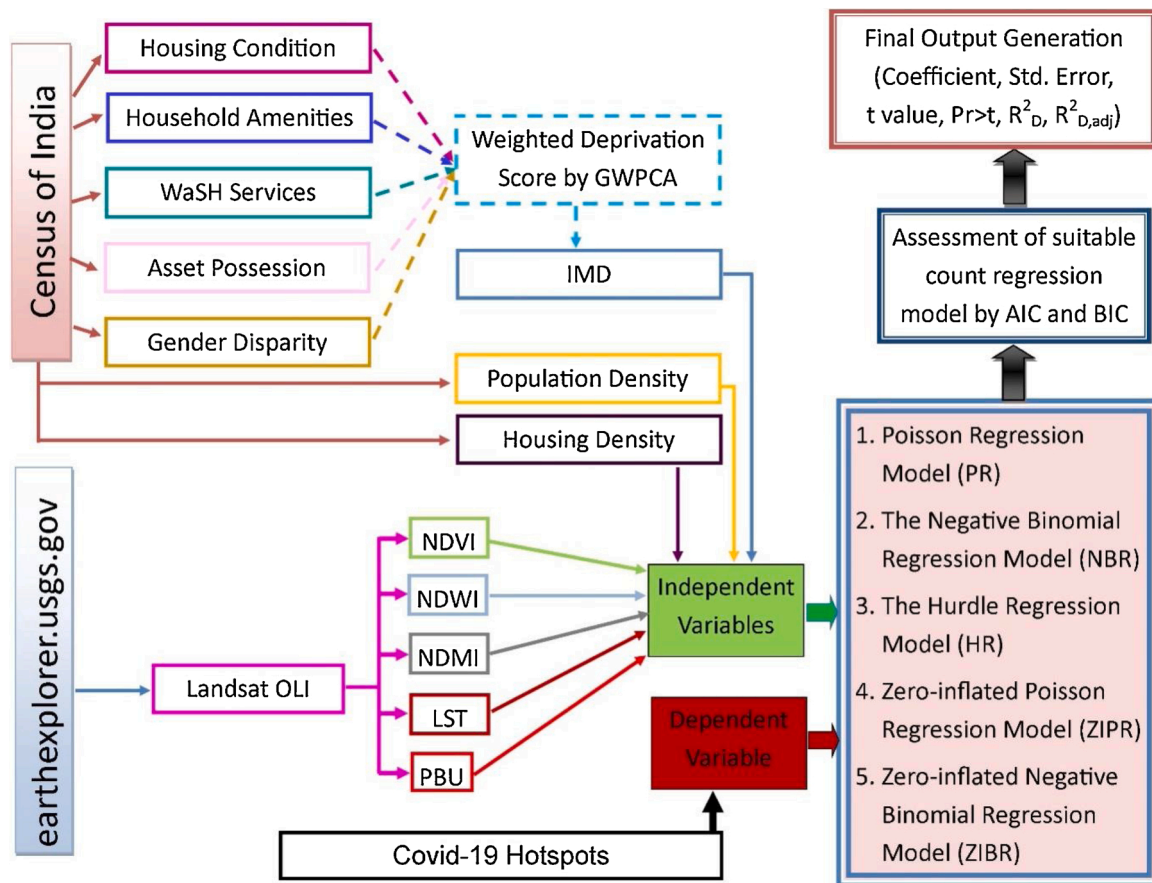 Census of India
Housing Condition
Household Amenities
WaSH Services
Asset Possession
Gender Disparity
Weighted Deprivation
Score by GWPCA
IMD
Population Density
Housing Density
earthexplorer.usgs.gov
Landsat OLI
NDVI
NDWI
NDMI
LST
PBU
Independent
Variables
Dependent
Variable
Covid-19 Hotspots
Final Output Generation
(Coefficient, Std. Error,
t value, Pr>t, R²D, R²D,adj)
Assessment of suitable
count regression
model by AIC and BIC
1. Poisson Regression
Model (PR)
2. The Negative Binomial
Regression Model (NBR)
3. The Hurdle Regression
Model (HR)
4. Zero-inflated Poisson
Regression Model (ZIPR)
5. Zero-inflated Negative
Binomial Regression
Model (ZIBR)